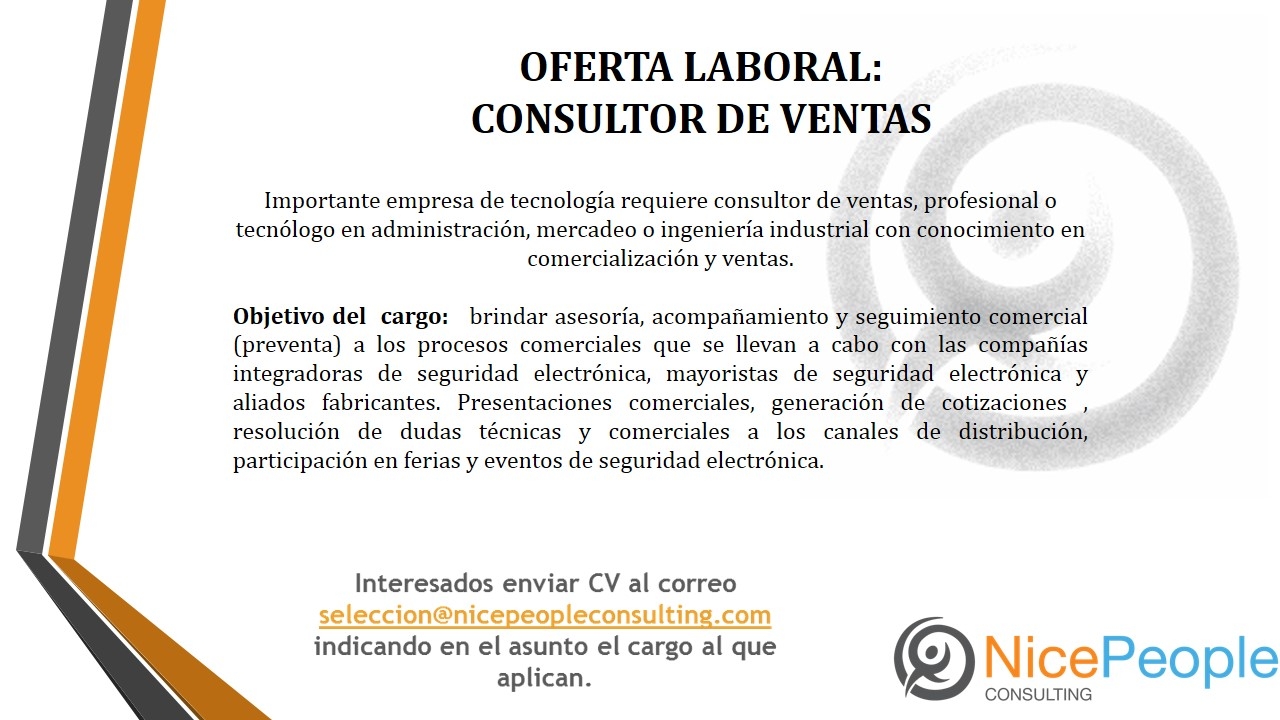 OFERTA LABORAL:
CONSULTOR DE VENTAS
Importante empresa de tecnología requiere consultor de ventas, profesional o
tecnólogo en administración, mercadeo o ingeniería industrial con conocimiento en
comercialización y ventas.
Objetivo del cargo: brindar asesoría, acompañamiento y seguimiento comercial
(preventa) a los procesos comerciales que se llevan a cabo con las compañías
integradoras de seguridad electrónica, mayoristas de seguridad electrónica y
aliados fabricantes. Presentaciones comerciales, generación de cotizaciones ,
resolución de dudas técnicas y comerciales a los canales de distribución,
participación en ferias y eventos de seguridad electrónica.
Interesados enviar CV al correo
seleccion@nicepeopleconsulting.com
indicando en el asunto el cargo al que
aplican.
NicePeople
CONSULTING